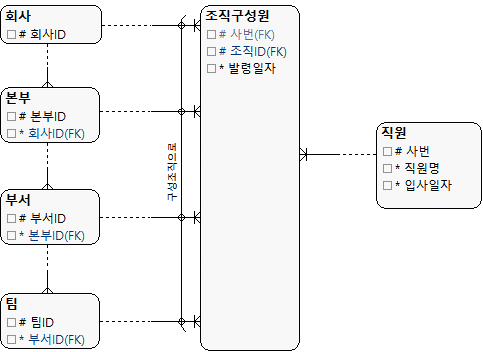 회사
# 회사ID
본부
# 본부ID
* 회사ID(FK)
부서
# 부서ID
* 본부ID(FK)
팀
# 팀ID
* 부서ID(FK)
구성조직으로
조직구성원
# 사번(FK)
# 조직ID(FK)
* 발령일자
직원
# 사번
* 직원명
* 입사일자